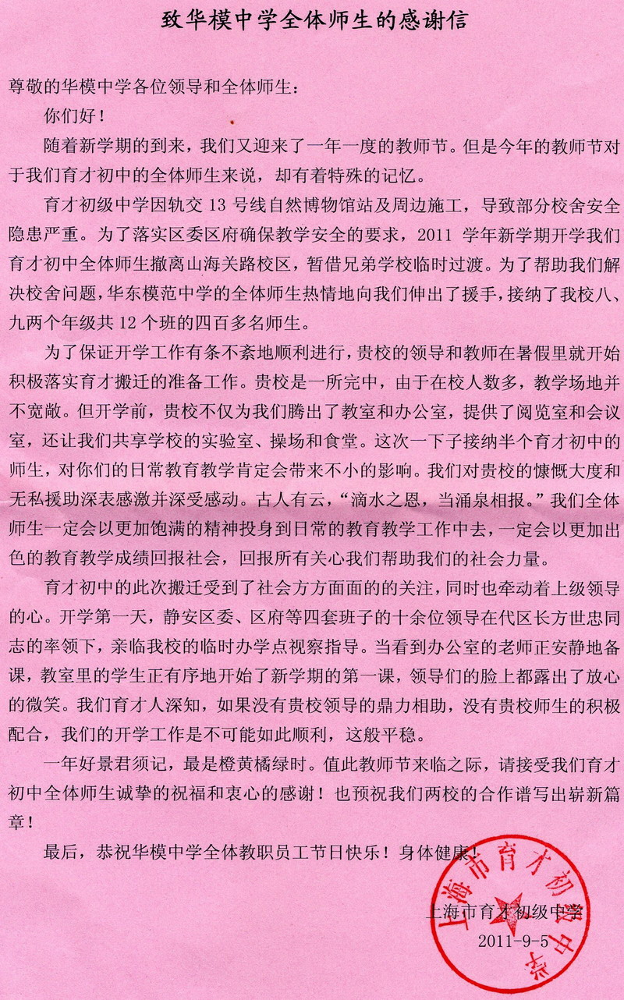 致华模中学全体师生的感谢信
尊敬的华模中学各位领导和全体师生：
你们好！
随着新学期的到来，我们又迎来了一年一度的教师节。但是今年的教师节对
于我们育才初中的全体师生来说，却有着特殊的记忆。
育才初级中学因轨交 13 号线自然博物馆站及周边施工，导致部分校舍安全
隐患严重。为了落实区委区府确保教学安全的要求，2011 学年新学期开学我们
育才初中全体师生撤离山海关路校区，暂借兄弟学校临时过渡。为了帮助我们解
决校舍问题，华东模范中学的全体师生热情地向我们伸出了援手，接纳了我校八、
九两个年级共 12 个班的四百多名师生。
为了保证开学工作有条不紊地顺利进行，贵校的领导和教师在暑假里就开始
积极落实育才搬迁的准备工作。贵校是一所完中，由于在校人数多，教学场地并
不宽敞。但开学前，贵校不仅为我们腾出了教室和办公室，提供了阅览室和会议
室，还让我们共享学校的实验室、操场和食堂。这次一下子接纳半个育才初中的
师生，对你们的日常教育教学肯定会带来不小的影响。我们对贵校的慷慨大度和
无私援助深表感激并深受感动。古人有云，“滴水之恩，当涌泉相报。”我们全体
师生一定会以更加饱满的精神投身到日常的教育教学工作中去，一定会以更加出
色的教育教学成绩回报社会，回报所有关心我们帮助我们的社会力量。
育才初中的此次搬迁受到了社会方方面面的的关注，同时也牵动着上级领导
的心。开学第一天，静安区委、区府等四套班子的十余位领导在代区长方世忠同
志的率领下，亲临我校的临时办学点视察指导。当看到办公室的老师正安静地备
课，教室里的学生正有序地开始了新学期的第一课，领导们的脸上都露出了放心
的微笑。我们育才人深知，如果没有贵校领导的鼎力相助，没有贵校师生的积极
配合，我们的开学工作是不可能如此顺利，这般平稳。
一年好景君须记，最是橙黄橘绿时。值此教师节来临之际，请接受我们育才
初中全体师生诚挚的祝福和衷心的感谢！也预祝我们两校的合作谱写出崭新篇
章！
最后，恭祝华模中学全体教职员工节日快乐！身体健康！
上海市育才初级中学
上海市育才初级中学
2011-9-5